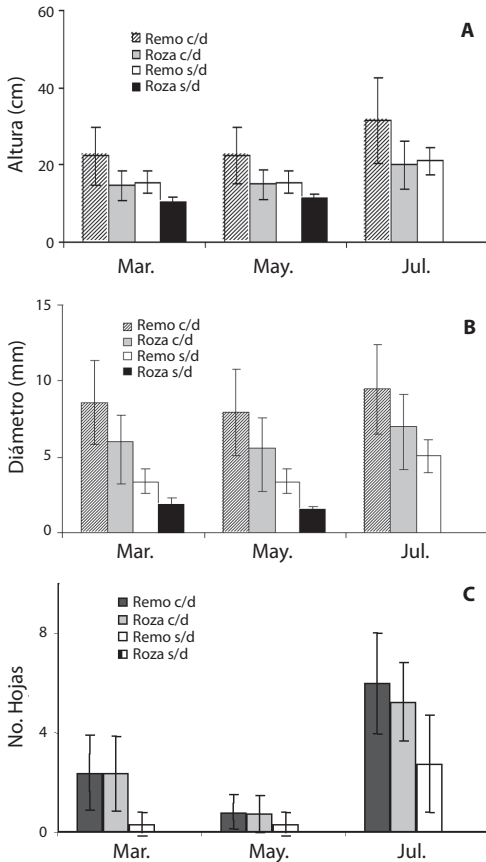 A
Altura (cm)
60
40
20
0
Remo c/d
Roza c/d
Remo s/d
Roza s/d
Mar.
May.
Jul.
B
Diámetro (mm)
15
10
5
0
Remo c/d
Roza c/d
Remo s/d
Roza s/d
Mar.
May.
Jul.
C
No. Hojas
8
4
0
Remo c/d
Roza c/d
Remo s/d
Roza s/d
Mar.
May.
Jul.